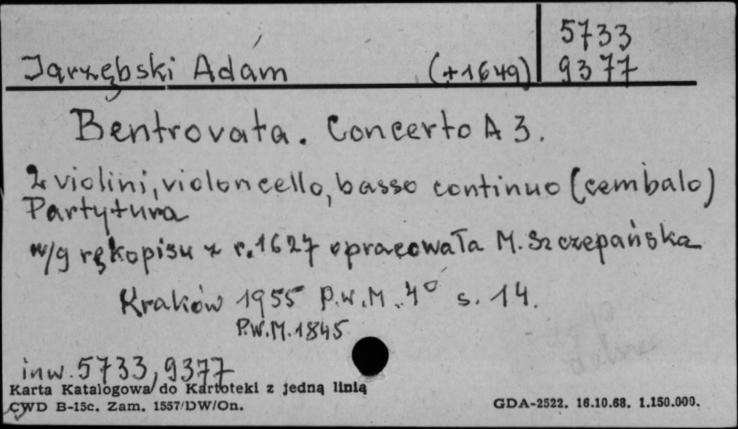 5733
Jarzębski Adam (+1649) 9377
Bentrovata. Concerto A 3.
2 violini, violoncello, basso continuo (cembalo)
Partytura
w/g rękopisu z r. 1627 opracowała M. Szczepańska
Kraków 1955 P.W.M. 4° s. 14.
P.W.M. 1845
inw. 5733, 9377
Karta Katalogowa do Kartoteki z jedną linią
CWD B-15c. Zam. 1557/DW/On. GDA-2522. 16.10.68. 1.150.000.